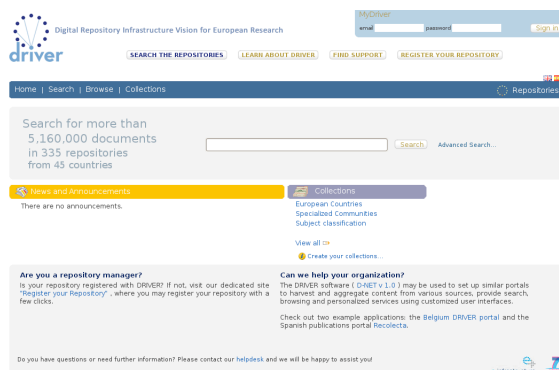 MyDriver
Digital Repository Infrastructure Vision for European Research
email password Sign in
driver
SEARCH THE REPOSITORIES LEARN ABOUT DRIVER FIND SUPPORT REGISTER YOUR REPOSITORY
Home | Search | Browse | Collections Repositories
Search for more than
5,160,000 documents
in 335 repositories
from 45 countries
Search Advanced Search...
News and Announcements
There are no announcements.
Collections
European Countries
Specialized Communities
Subject classification
View all
Create your collections...
Are you a repository manager?
Is your repository registered with DRIVER? If not, visit our dedicated site
"Register your Repository" , where you may register your repository with a
few clicks.
Can we help your organization?
The DRIVER software ( D-NET v 1.0 ) may be used to set up similar portals
to harvest and aggregate content from various sources, provide search,
browsing and personalized services using customized user interfaces.
Check out two example applications: the Belgium DRIVER portal and the
Spanish publications portal Recolecta.
Do you have questions or need further information? Please contact our helpdesk and we will be happy to assist you!